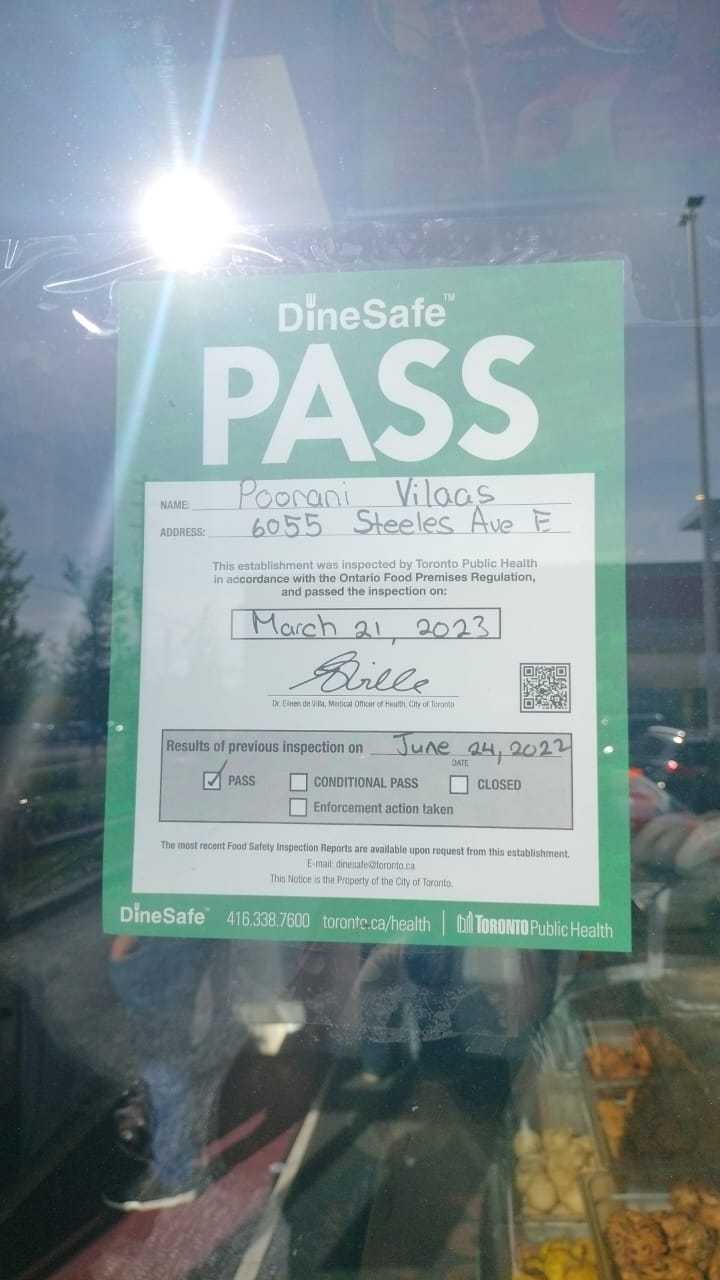 DineSafe™
PASS
NAME: Poorani Vilaas
ADDRESS: 6055 Steeles Ave E
This establishment was inspected by Toronto Public Health
in accordance with the Ontario Food Premises Regulation,
and passed the inspection on:
March 21, 2023
Dr. Eileen de Villa, Medical Officer of Health, City of Toronto
Results of previous inspection on June 24, 2022
DATE
PASS CONDITIONAL PASS CLOSED
Enforcement action taken
The most recent Food Safety Inspection Reports are available upon request from this establishment.
E-mail: dinesafe@toronto.ca
This Notice is the Property of the City of Toronto.
DineSafe™ 416.338.7600 toronto.ca/health | TORONTO Public Health